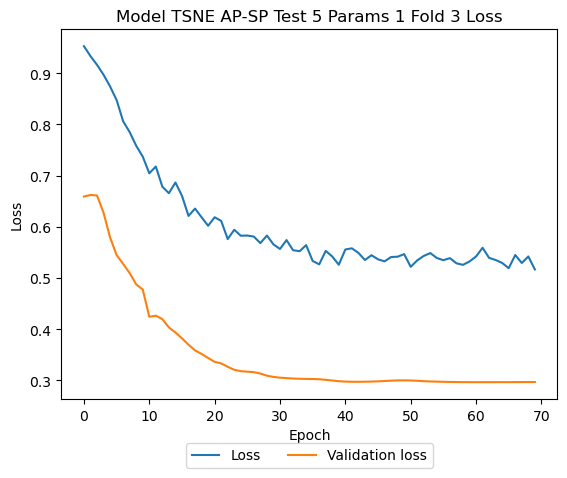 Model TSNE AP-SP Test 5 Params 1 Fold 3 Loss
0.9
0.8
0.7
0.6
0.5
0.4
0.3
Loss
0 10 20 30 40 50 60 70
Epoch
Loss Validation loss